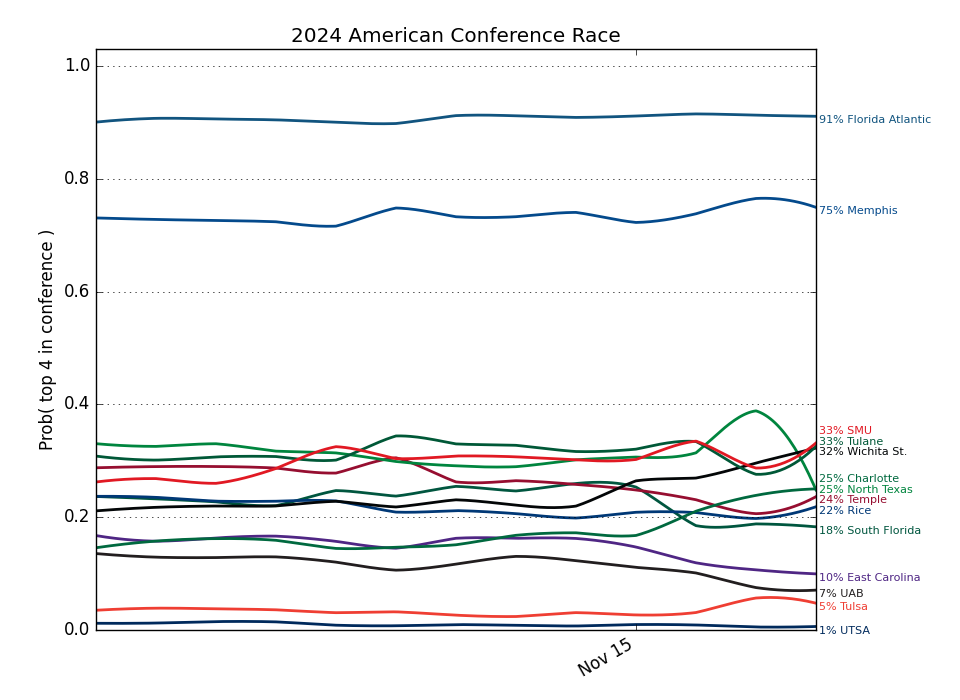 2024 American Conference Race
Prob( top 4 in conference )
1.0
0.8
0.6
0.4
0.2
0.0
Nov 15
91% Florida Atlantic
75% Memphis
33% SMU
33% Tulane
32% Wichita St.
25% Charlotte
25% North Texas
24% Temple
22% Rice
18% South Florida
10% East Carolina
7% UAB
5% Tulsa
1% UTSA